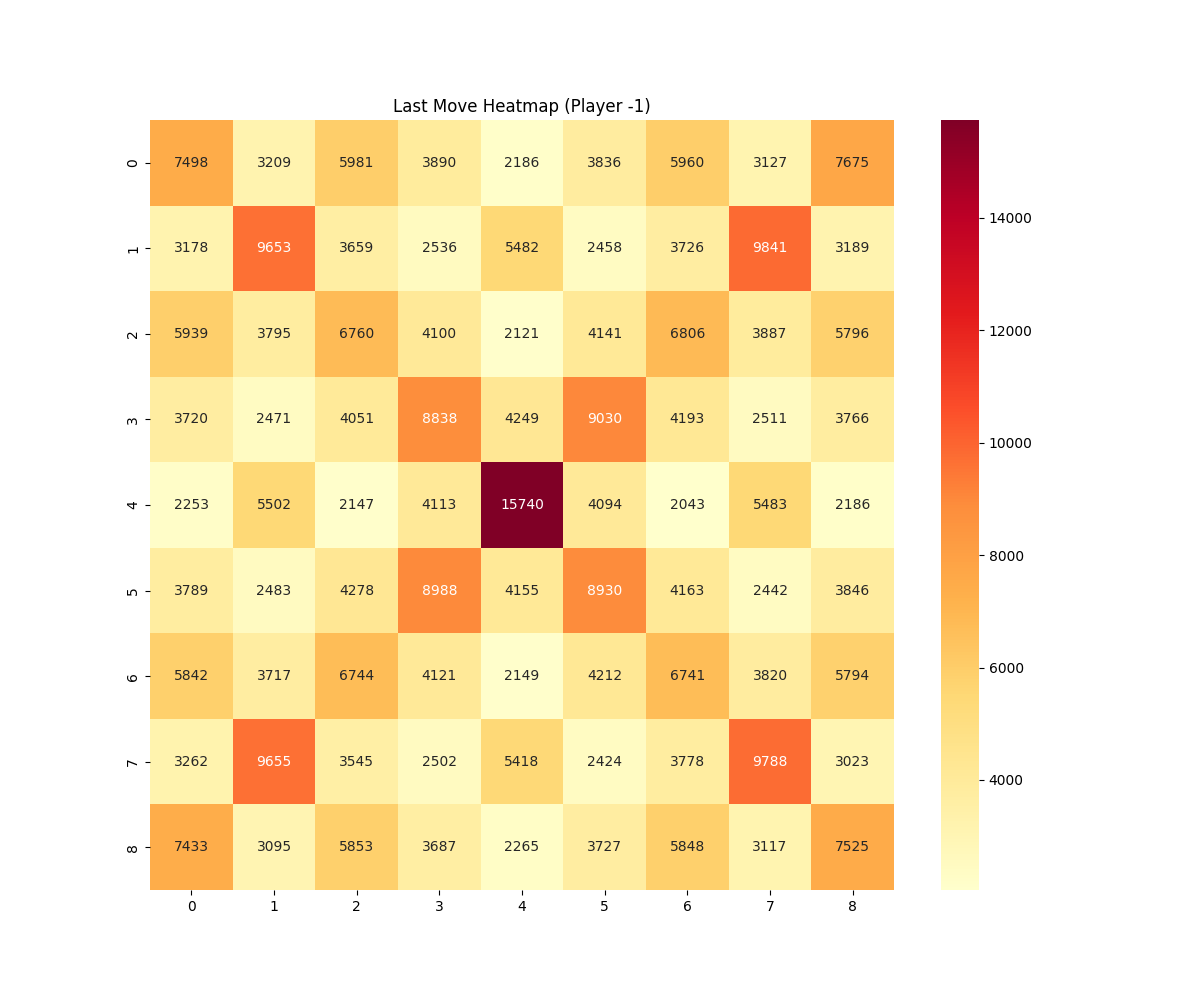 Last Move Heatmap (Player -1)
0 7498 3209 5981 3890 2186 3836 5960 3127 7675
1 3178 9653 3659 2536 5482 2458 3726 9841 3189
2 5939 3795 6760 4100 2121 4141 6806 3887 5796
3 3720 2471 4051 8838 4249 9030 4193 2511 3766
4 2253 5502 2147 4113 15740 4094 2043 5483 2186
5 3789 2483 4278 8988 4155 8930 4163 2442 3846
6 5842 3717 6744 4121 2149 4212 6741 3820 5794
7 3262 9655 3545 2502 5418 2424 3778 9788 3023
8 7433 3095 5853 3687 2265 3727 5848 3117 7525
0 1 2 3 4 5 6 7 8
14000
12000
10000
8000
6000
4000